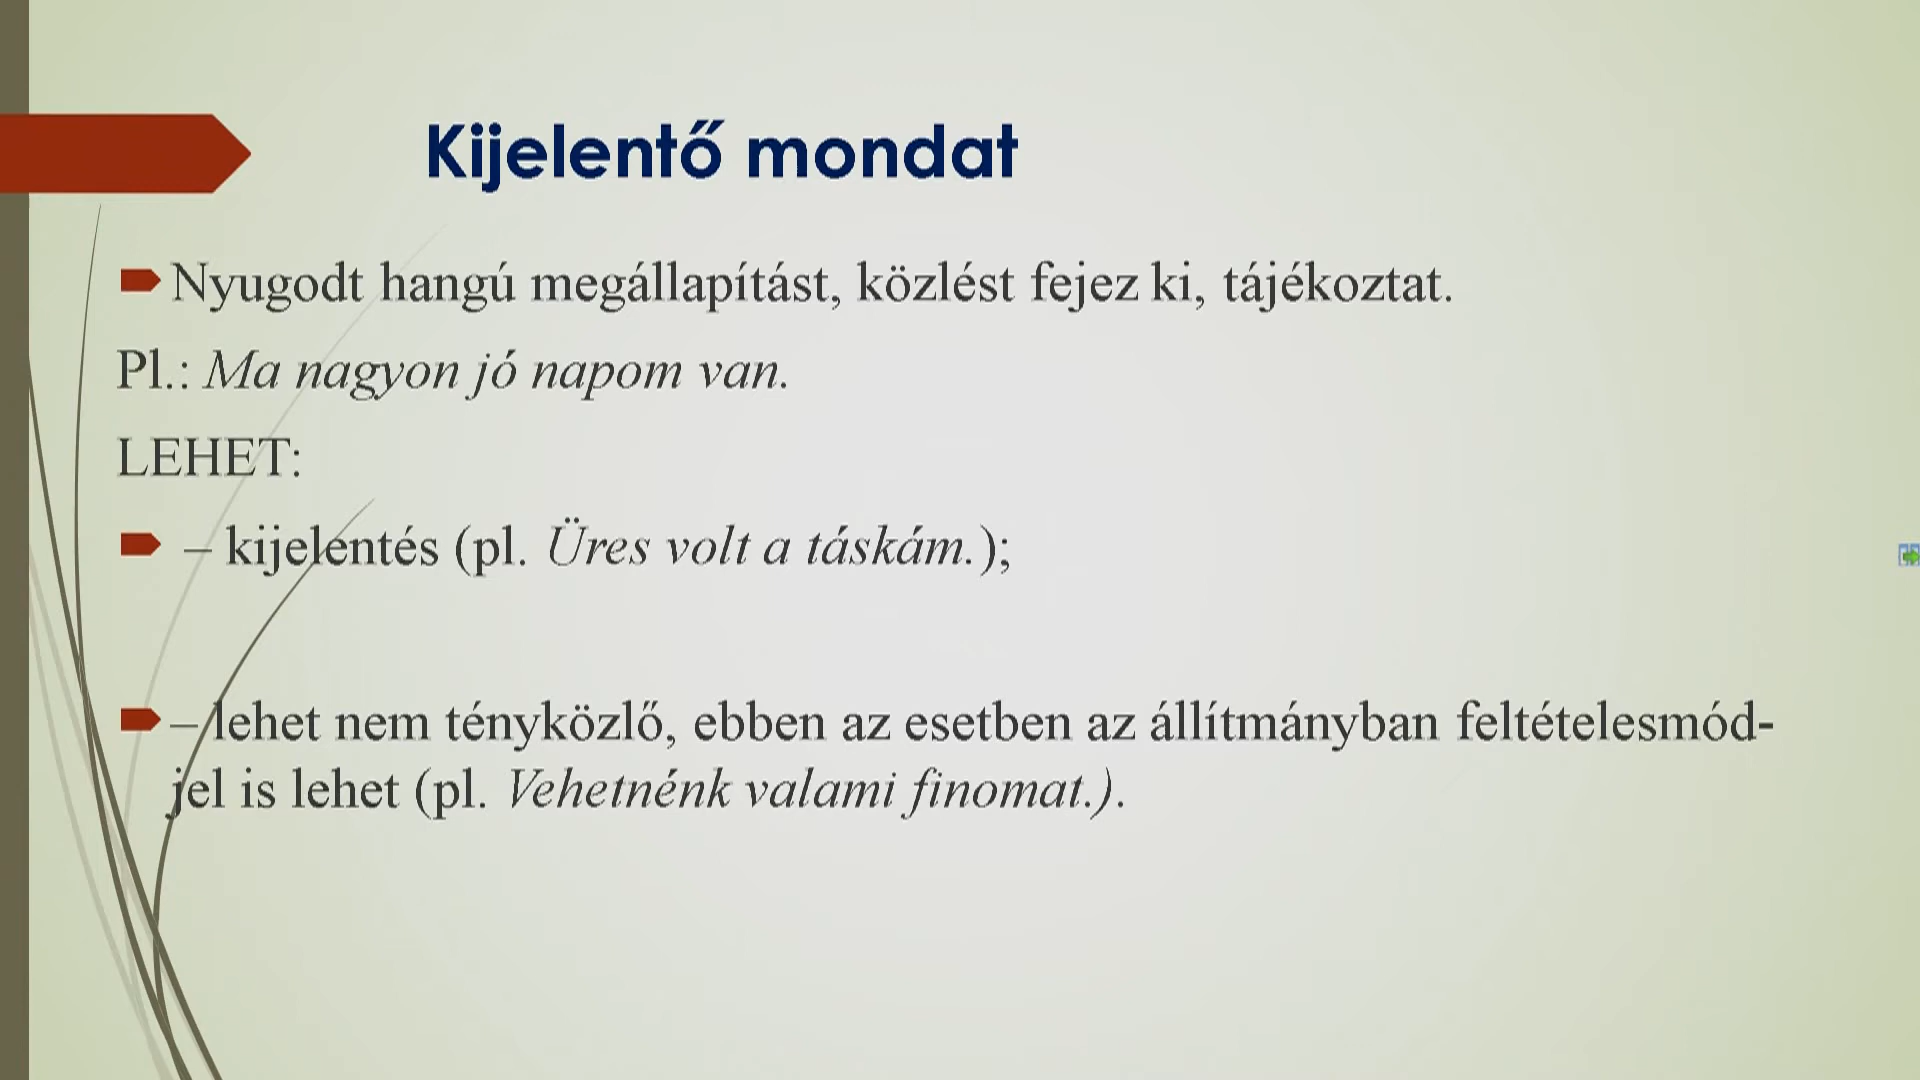 Kijelentő mondat
Nyugodt hangú megállapítást, közlést fejez ki, tájékoztat.
Pl.: Ma nagyon jó napom van.
LEHET:
– kijelentés (pl. Üres volt a táskám.);
– lehet nem tényközlő, ebben az esetben az állítmányban feltételesmód-
jel is lehet (pl. Vehetnénk valami finomat.).